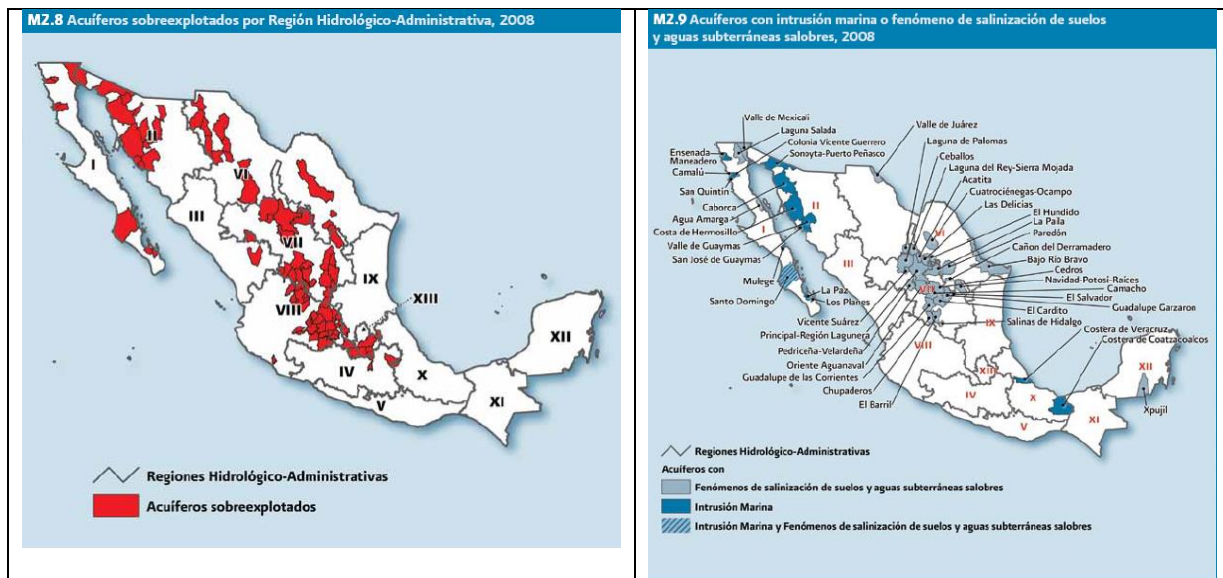 M2.8 Acuíferos sobreexplotados por Región Hidrológico-Administrativa, 2008
I
II
III
VI
VII
VIII
IX
XIII
IV
V
X
XI
XII
Regiones Hidrológico-Administrativas
Acuíferos sobreexplotados
M2.9 Acuíferos con intrusión marina o fenómeno de salinización de suelos
y aguas subterráneas salobres, 2008
Valle de Mexicali
Laguna Salada
Colonia Vicente Guerrero
Sonoyta-Puerto Peñasco
Ensenada
Maneadero
Camalú
San Quintín
Caborca
Agua Amarga
Costa de Hermosillo
Valle de Guaymas
San José de Guaymas
Mulege
Santo Domingo
La Paz
Los Planes
Valle de Juárez
Laguna de Palomas
Ceballos
Laguna del Rey-Sierra Mojada
Acatita
Cuatrociénegas-Ocampo
Las Delicias
El Hundido
La Paila
Paredón
Cañon del Derramadero
Bajo Río Bravo
Cedros
Navidad-Potosí-Raíces
Camacho
El Salvador
Guadalupe Garzaron
El Cardito
Salinas de Hidalgo
Vicente Suárez
Principal-Región Lagunera
Pedriceña-Velardeña
Oriente Aguanaval
Guadalupe de las Corrientes
Chupaderos
El Barril
Costera de Veracruz
Costera de Coatzacoalcos
Xpujil
I
II
III
VI
VII
VIII
IX
XIII
IV
V
X
XI
XII
Regiones Hidrológico-Administrativas
Acuíferos con
Fenómenos de salinización de suelos y aguas subterráneas salobres
Intrusión Marina
Intrusión Marina y Fenómenos de salinización de suelos y aguas subterráneas salobres